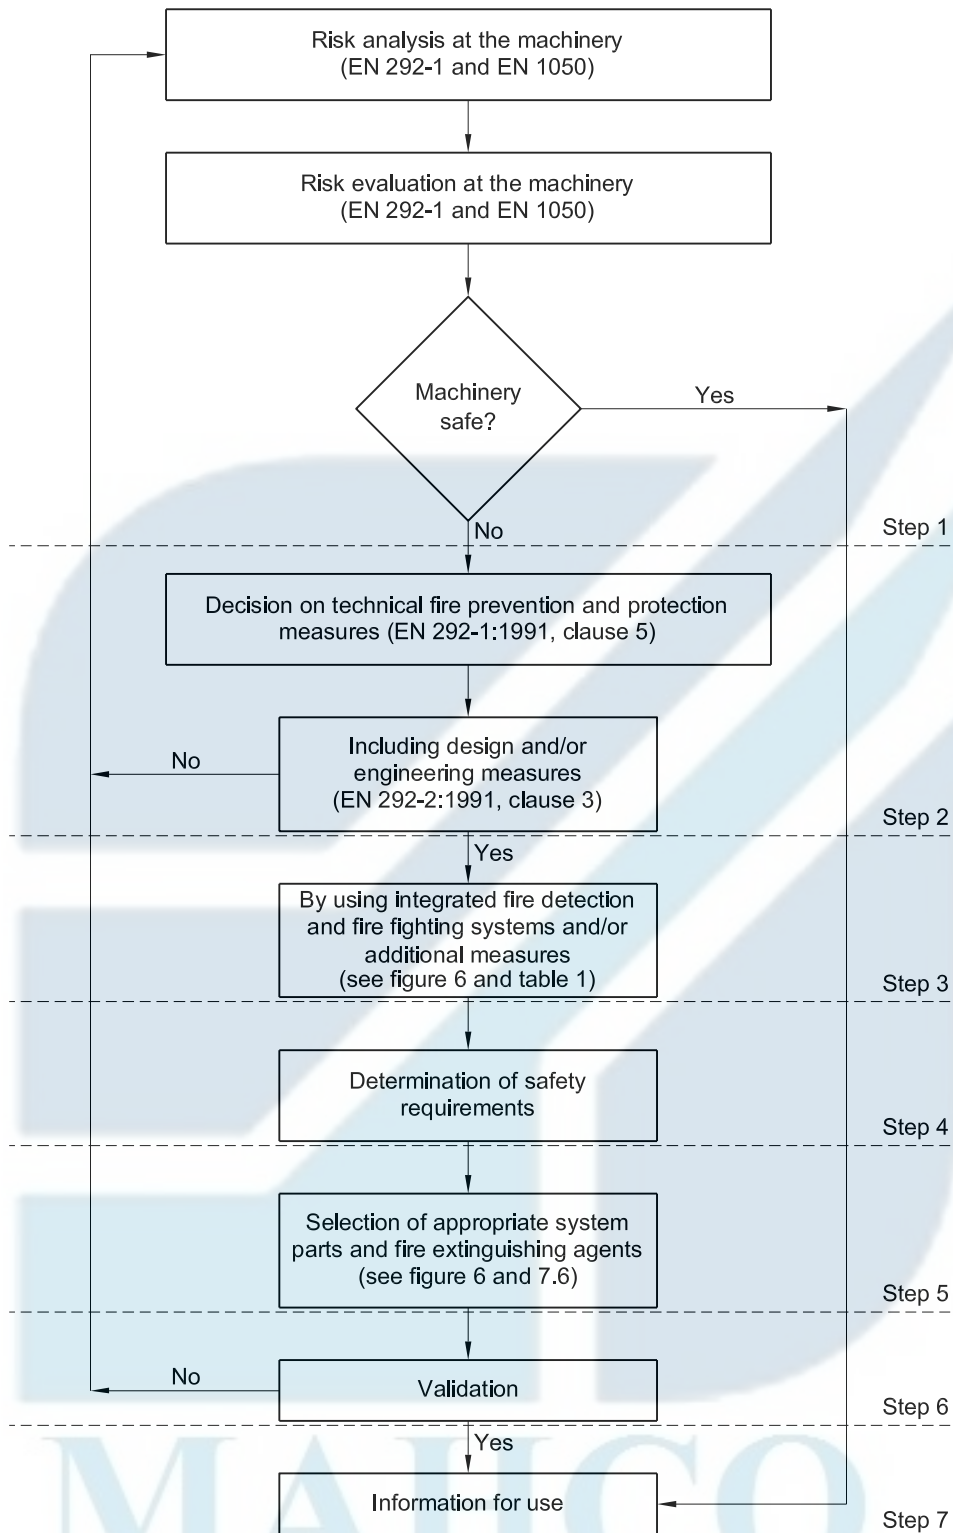 Risk analysis at the machinery
(EN 292-1 and EN 1050)
Risk evaluation at the machinery
(EN 292-1 and EN 1050)
Machinery
safe?
Yes
No
Step 1
Decision on technical fire prevention and protection
measures (EN 292-1:1991, clause 5)
Including design and/or
engineering measures
(EN 292-2:1991, clause 3)
No
Step 2
Yes
By using integrated fire detection
and fire fighting systems and/or
additional measures
(see figure 6 and table 1)
Step 3
Determination of safety
requirements
Step 4
Selection of appropriate system
parts and fire extinguishing agents
(see figure 6 and 7.6)
Step 5
No
Validation
Step 6
Yes
Information for use
Step 7